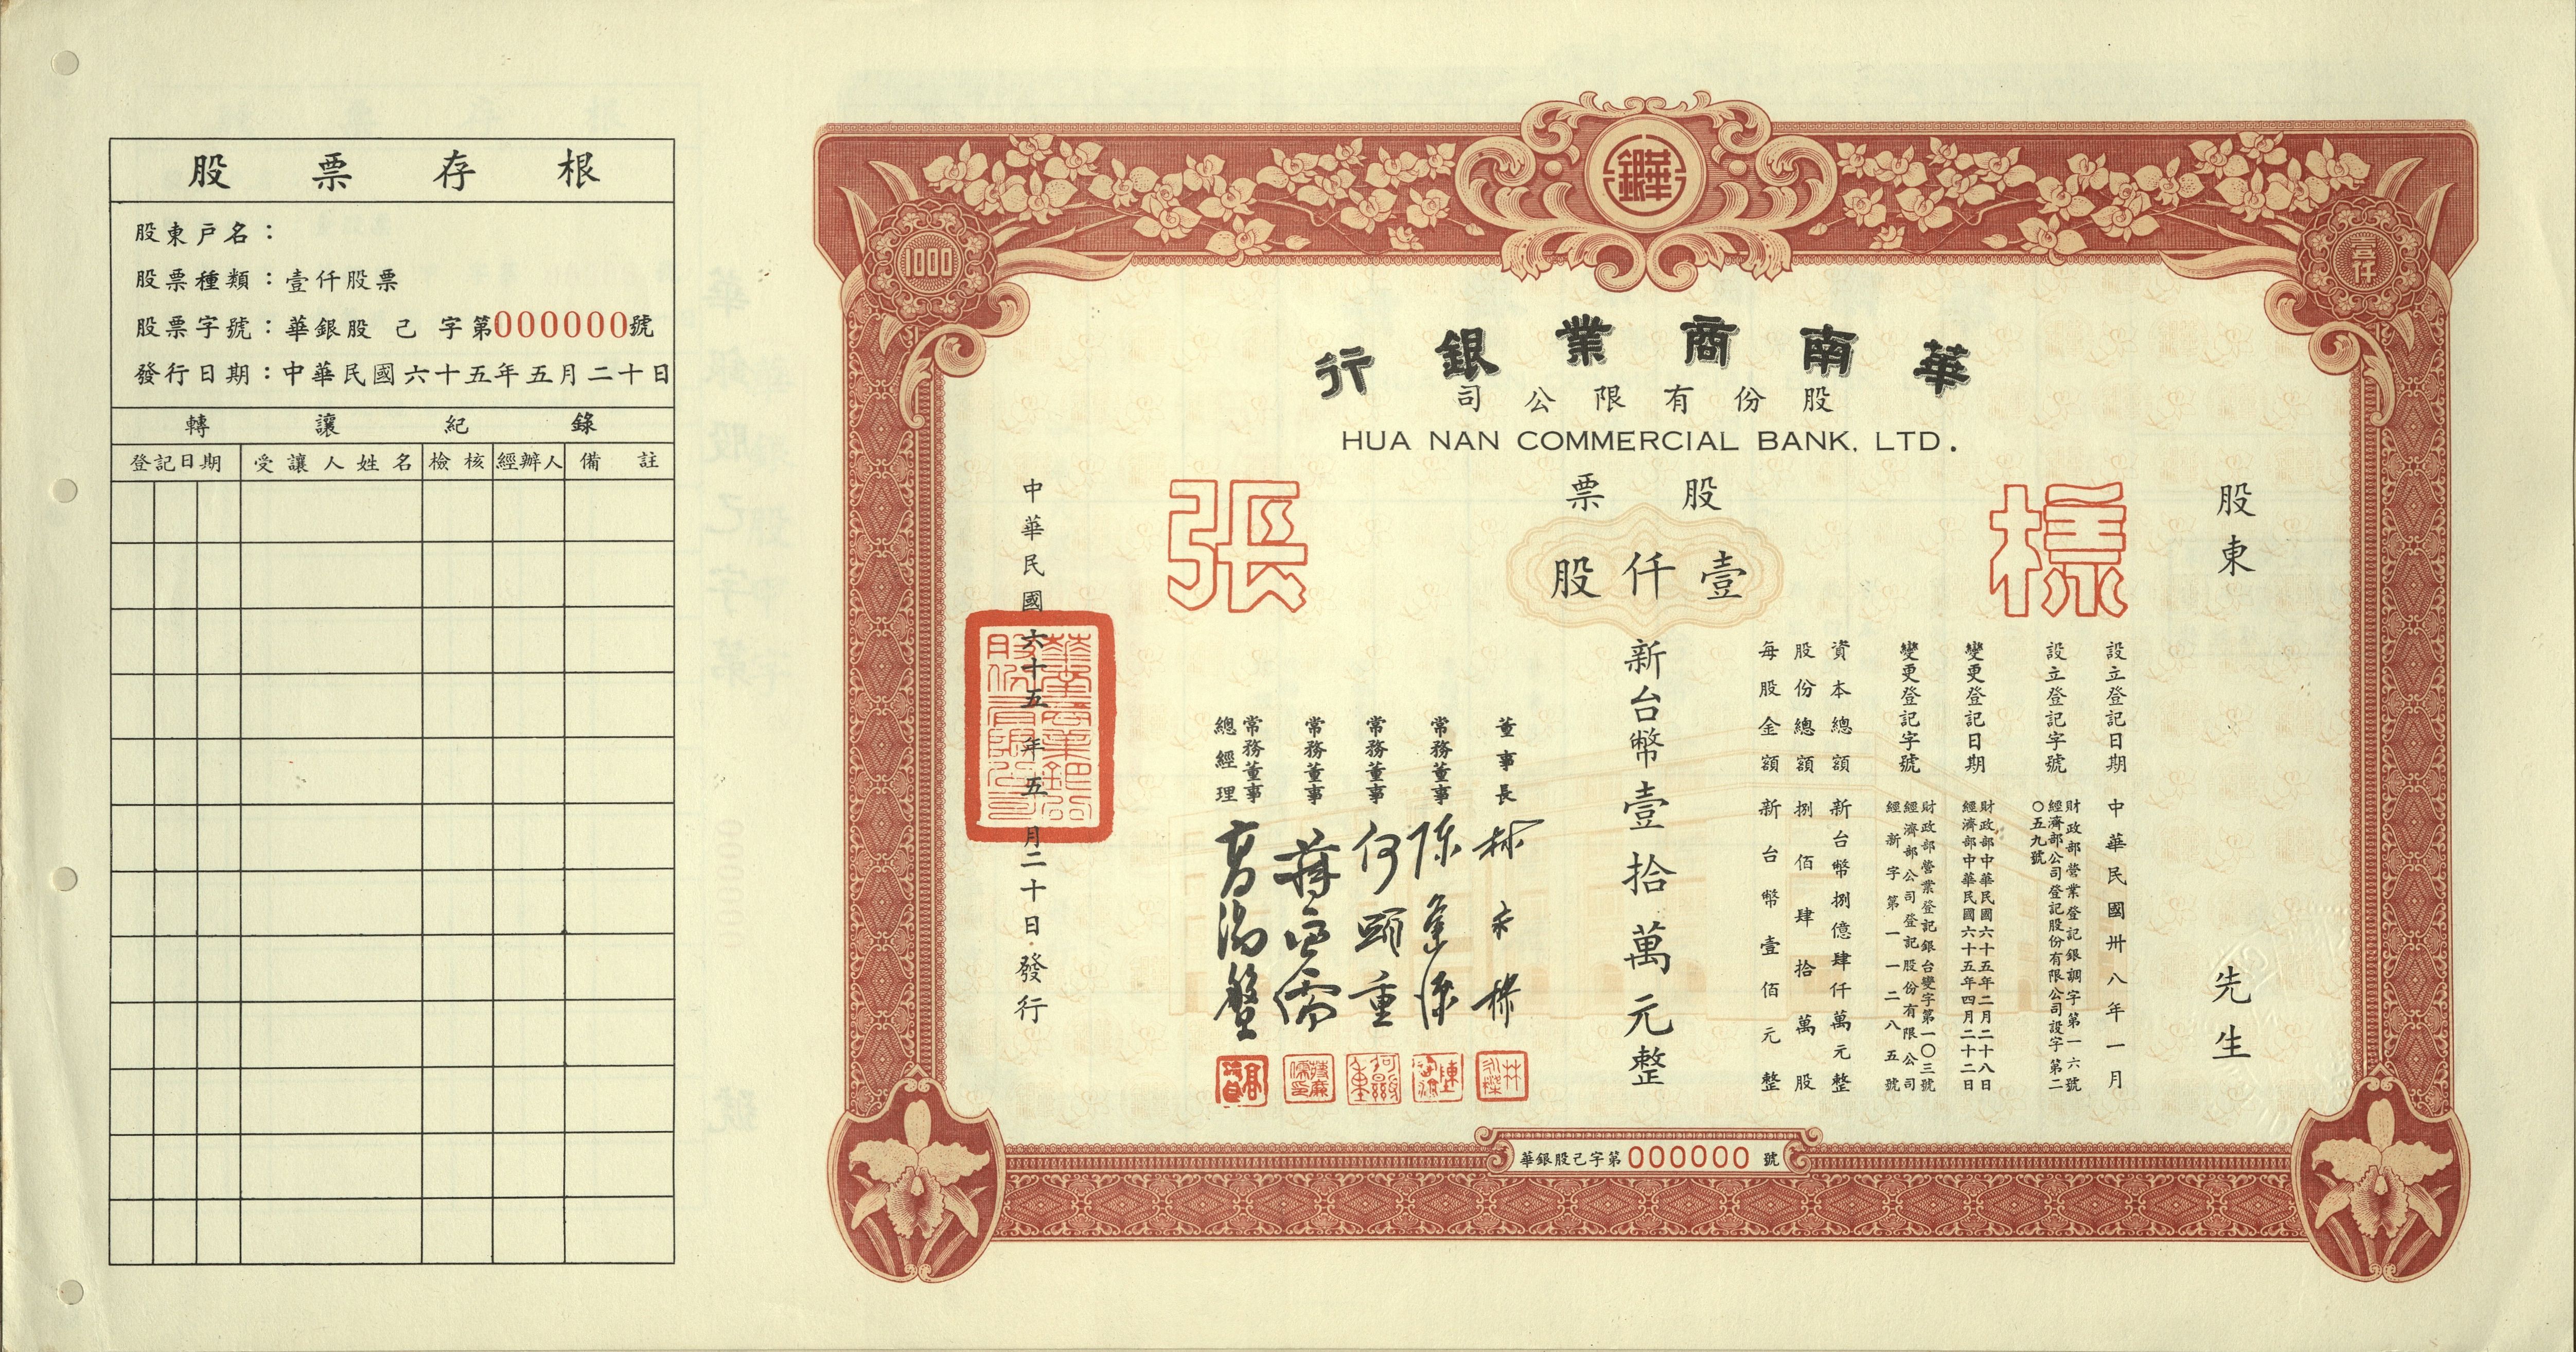 股票存根
股東戶名：
股票種類：壹仟股票
股票字號：華銀股 己 字第000000號
發行日期：中華民國六十五年五月二十日
轉讓紀錄
登記日期 受讓人姓名 檢核 經辦人 備註
華銀
1000
壹仟
華南商業銀行
股份有限公司
HUA NAN COMMERCIAL BANK, LTD.
股票
壹仟股
樣張
股東 先生
設立登記日期 中華民國卅八年一月
設立登記字號 財政部營業登記銀調字第一六號
經濟部公司登記股份有限公司設字第二
〇五九號
變更登記日期 財政部中華民國六十五年二月二十八日
經濟部中華民國六十五年四月二十二日
變更登記字號 財政部營業登記銀台變字第一〇三號
經濟部公司登記股份有限公司
經新字第一一二八五號
資本總額 新台幣捌億肆仟萬元整
股份總額 捌佰肆拾萬股
每股金額 新台幣壹佰元整
新台幣壹拾萬元整
董事長 林永樑
常務董事
常務董事 何顯重
常務董事
常務董事
總經理
中華民國六十五年五月二十日發行
華銀股己字第000000號